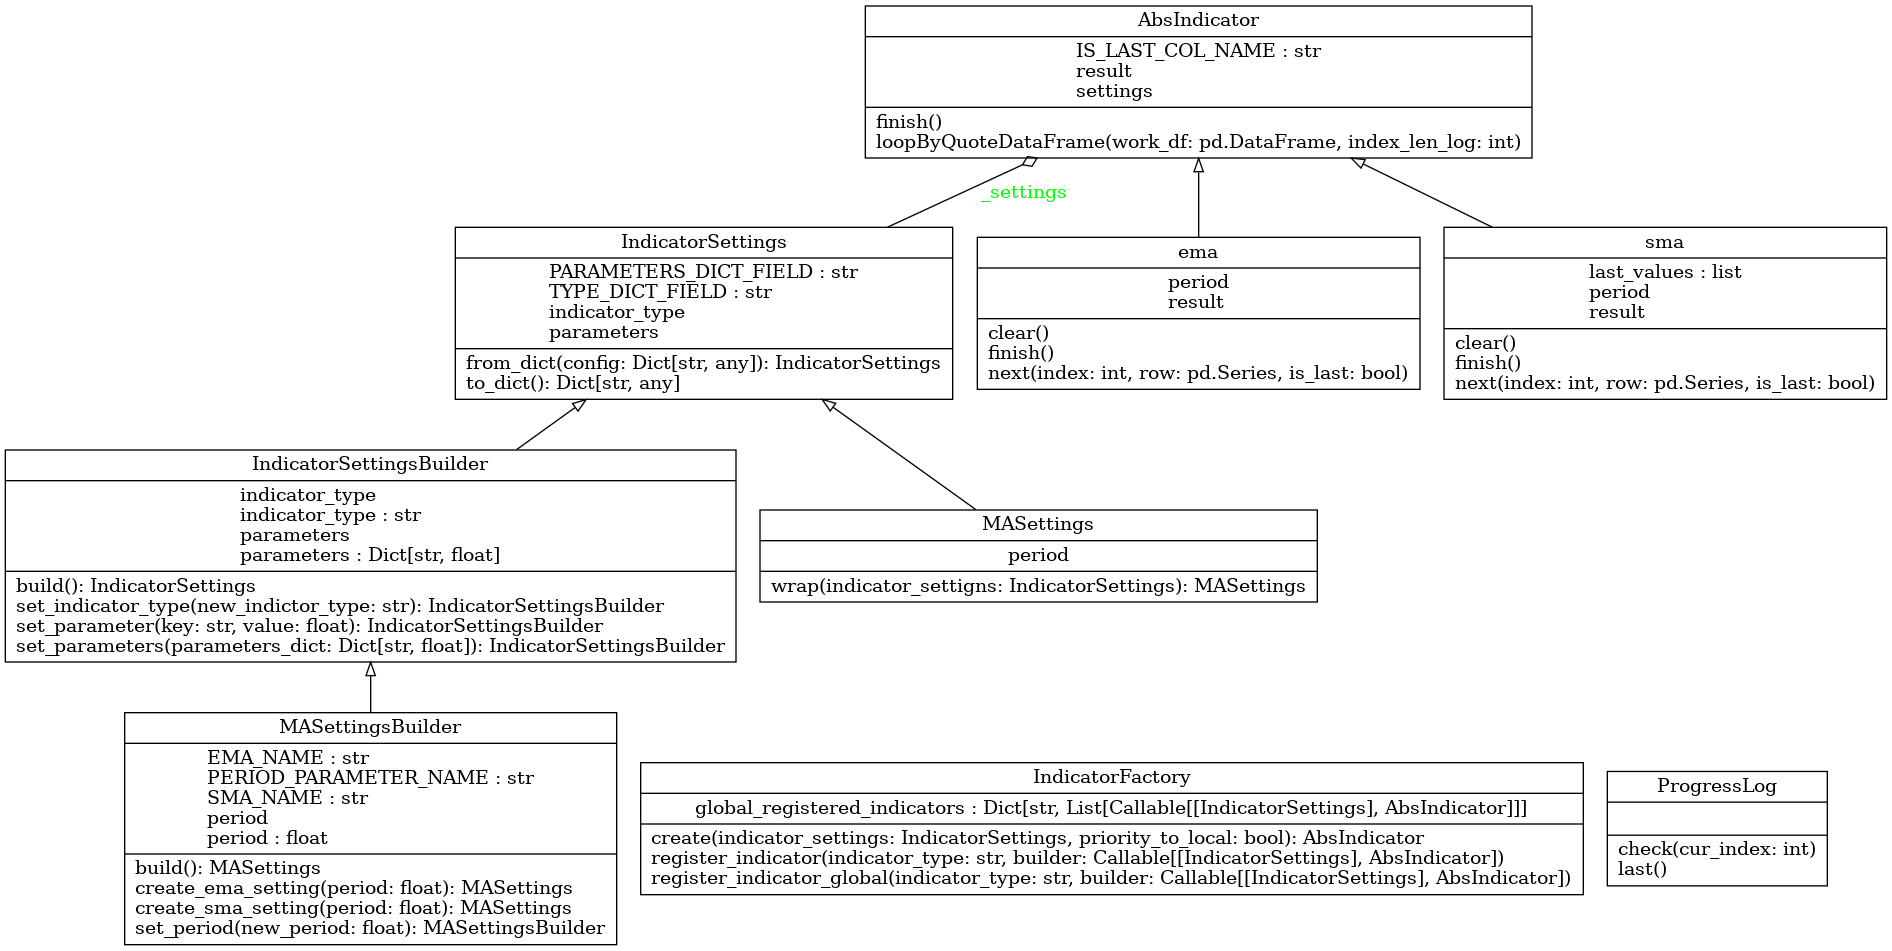 AbsIndicator
IS_LAST_COL_NAME : str
result
settings
finish()
loopByQuoteDataFrame(work_df: pd.DataFrame, index_len_log: int)
_settings
IndicatorSettings
PARAMETERS_DICT_FIELD : str
TYPE_DICT_FIELD : str
indicator_type
parameters
from_dict(config: Dict[str, any]): IndicatorSettings
to_dict(): Dict[str, any]
ema
period
result
clear()
finish()
next(index: int, row: pd.Series, is_last: bool)
sma
last_values : list
period
result
clear()
finish()
next(index: int, row: pd.Series, is_last: bool)
IndicatorSettingsBuilder
indicator_type
indicator_type : str
parameters
parameters : Dict[str, float]
build(): IndicatorSettings
set_indicator_type(new_indictor_type: str): IndicatorSettingsBuilder
set_parameter(key: str, value: float): IndicatorSettingsBuilder
set_parameters(parameters_dict: Dict[str, float]): IndicatorSettingsBuilder
MASettings
period
wrap(indicator_settigns: IndicatorSettings): MASettings
MASettingsBuilder
EMA_NAME : str
PERIOD_PARAMETER_NAME : str
SMA_NAME : str
period
period : float
build(): MASettings
create_ema_setting(period: float): MASettings
create_sma_setting(period: float): MASettings
set_period(new_period: float): MASettingsBuilder
IndicatorFactory
global_registered_indicators : Dict[str, List[Callable[[IndicatorSettings], AbsIndicator]]]
create(indicator_settings: IndicatorSettings, priority_to_local: bool): AbsIndicator
register_indicator(indicator_type: str, builder: Callable[[IndicatorSettings], AbsIndicator])
register_indicator_global(indicator_type: str, builder: Callable[[IndicatorSettings], AbsIndicator])
ProgressLog
check(cur_index: int)
last()